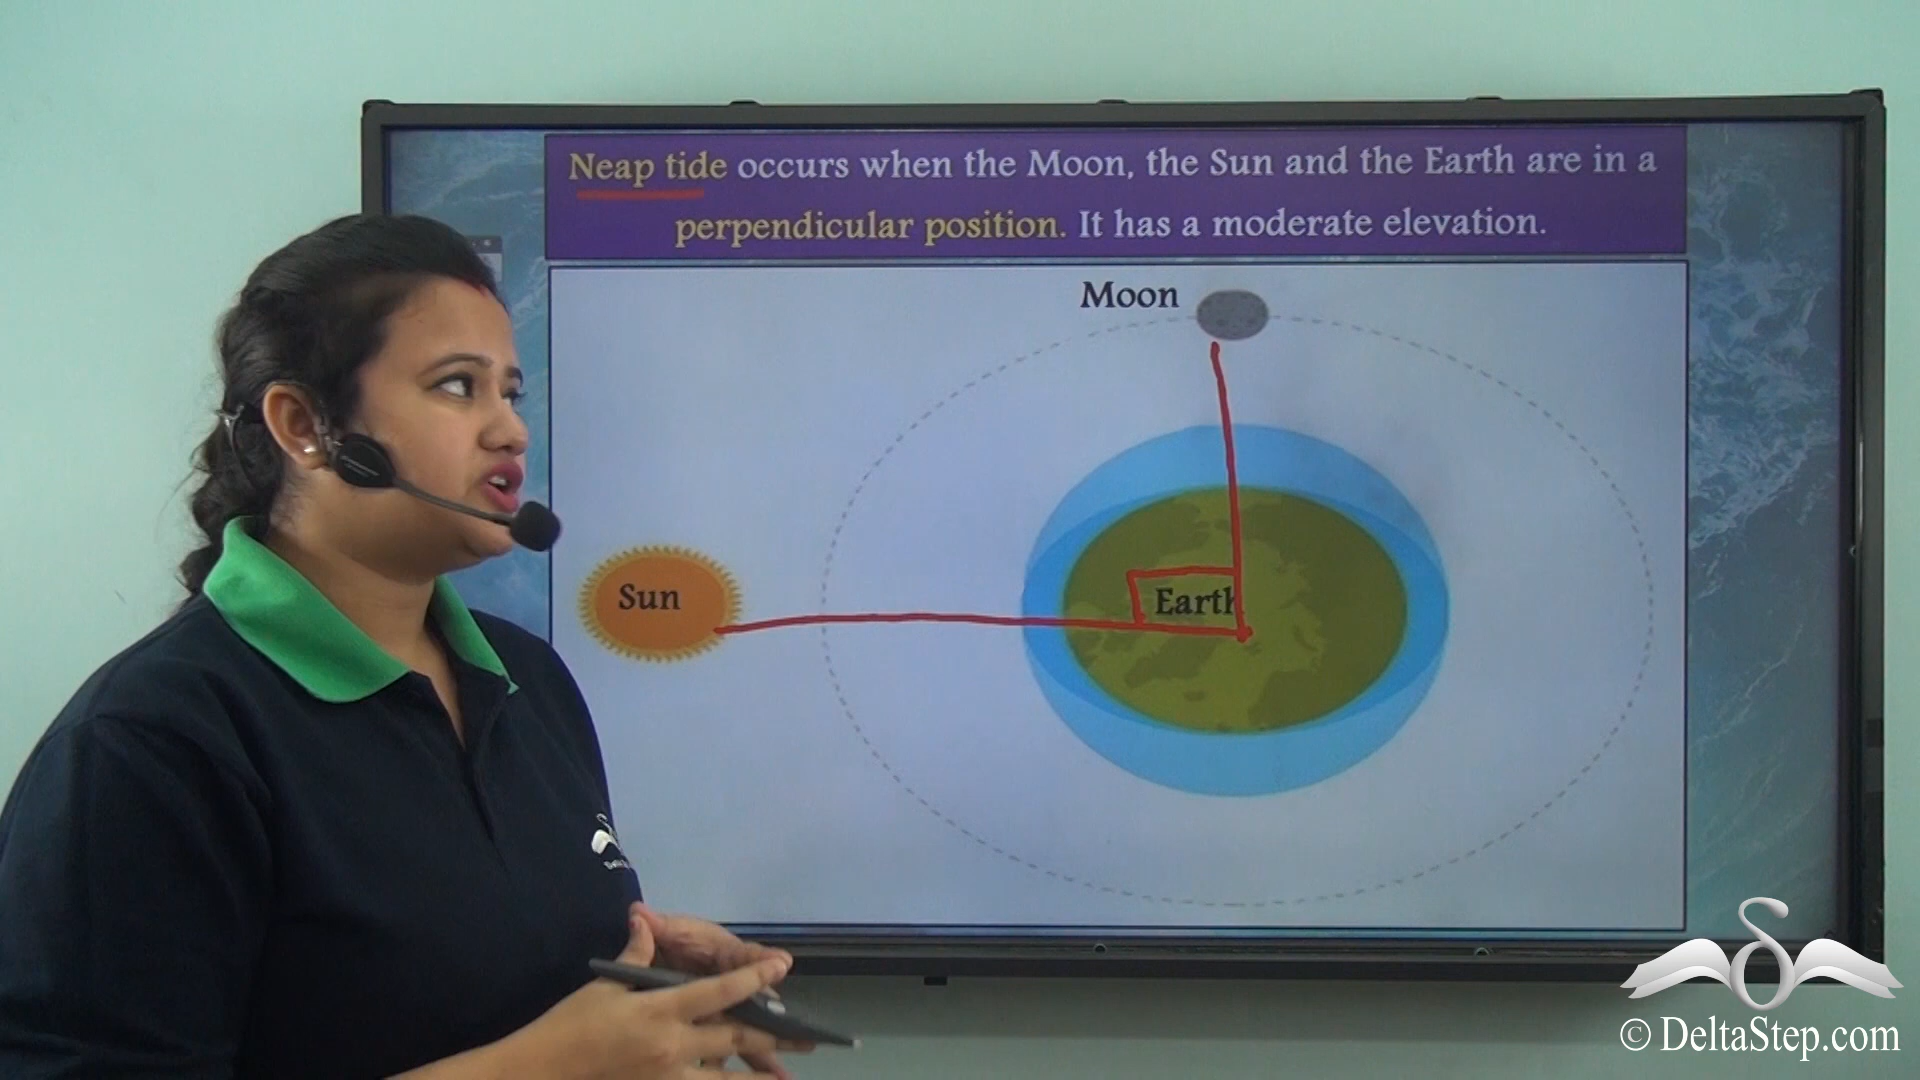 Neap tide occurs when the Moon, the Sun and the Earth are in a
perpendicular position. It has a moderate elevation.
Moon
Sun
Earth
© DeltaStep.com